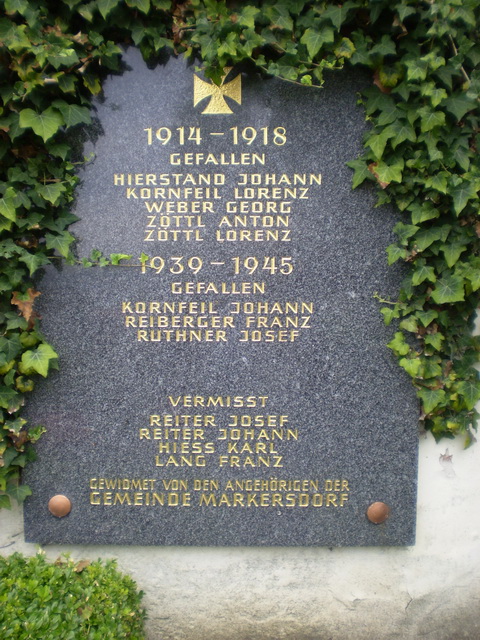 1914 – 1918
GEFALLEN
HIERSTAND JOHANN
KORNFEIL LORENZ
WEBER GEORG
ZÖTTL ANTON
ZÖTTL LORENZ
1939 – 1945
GEFALLEN
KORNFEIL JOHANN
REIBERGER FRANZ
RUTHNER JOSEF
VERMISST
REITER JOSEF
REITER JOHANN
HIESS KARL
LANG FRANZ
GEWIDMET VON DEN ANGEHÖRIGEN DER
GEMEINDE MARKERSDORF